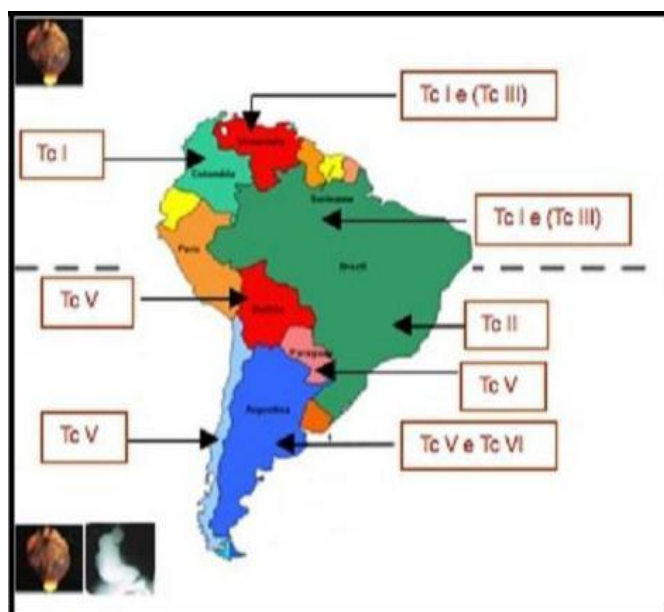 Tc I e (Tc III)
Venezuela
Tc I
Colombia
Suriname
Tc I e (Tc III)
Peru
Brazil
Tc V
Bolivia
Tc II
Paraguay
Tc V
Argentina
Tc V
Tc V e Tc VI